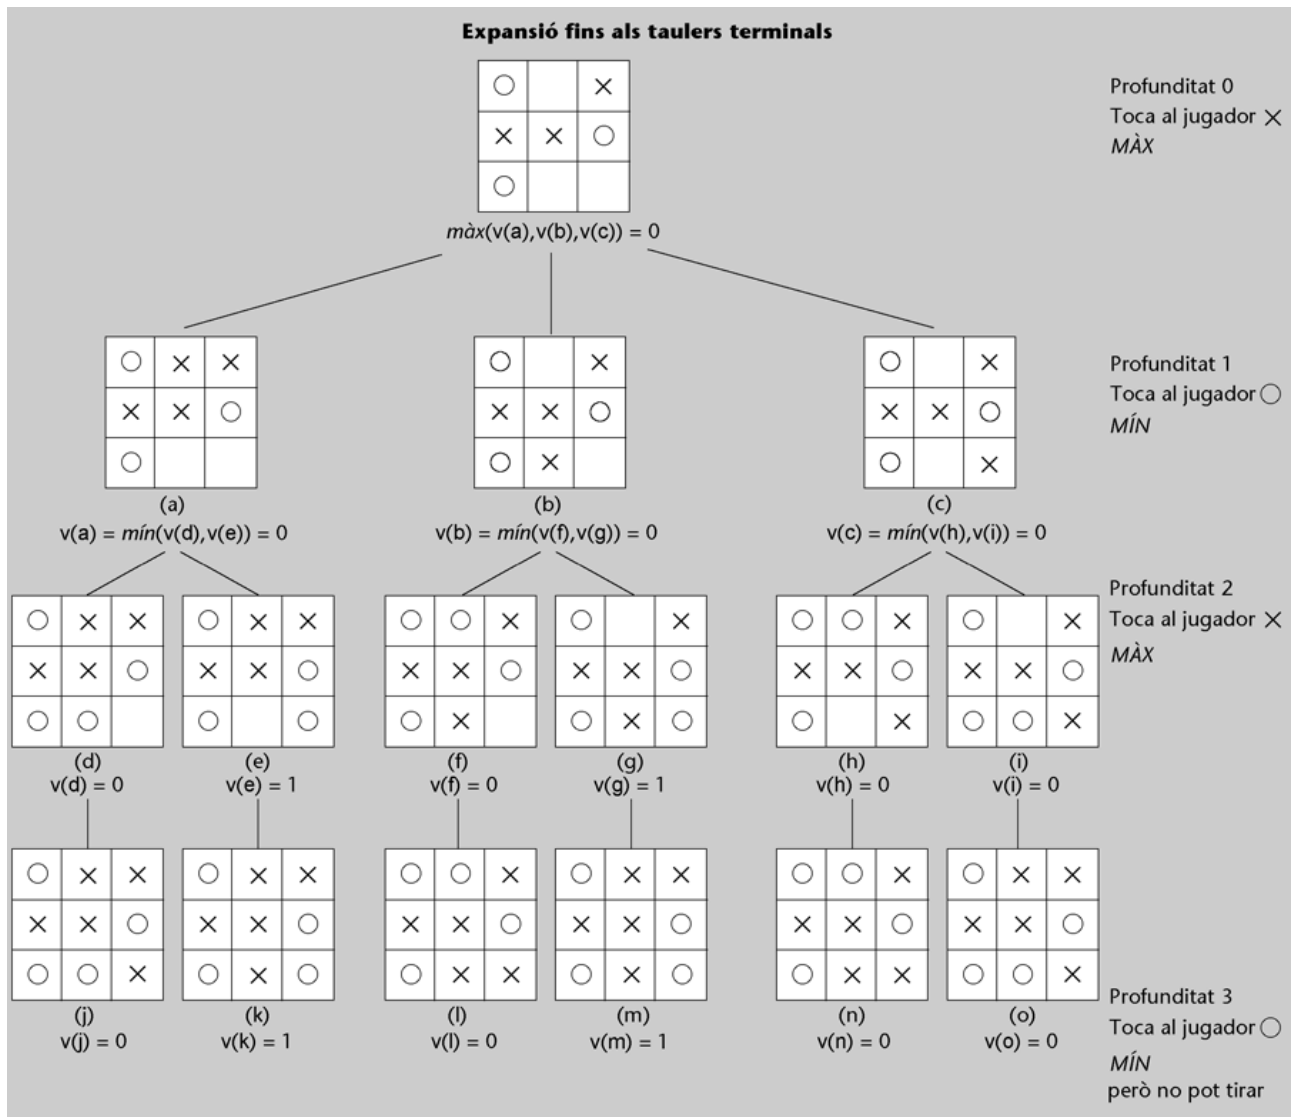 Expansió fins als taulers terminals
Profunditat 0
Toca al jugador ×
MÀX
màx(v(a),v(b),v(c)) = 0
Profunditat 1
Toca al jugador ○
MÍN
(a) (b) (c)
v(a) = mín(v(d),v(e)) = 0 v(b) = mín(v(f),v(g)) = 0 v(c) = mín(v(h),v(i)) = 0
Profunditat 2
Toca al jugador ×
MÀX
(d) (e) (f) (g) (h) (i)
v(d) = 0 v(e) = 1 v(f) = 0 v(g) = 1 v(h) = 0 v(i) = 0
(j) (k) (l) (m) (n) (o)
v(j) = 0 v(k) = 1 v(l) = 0 v(m) = 1 v(n) = 0 v(o) = 0
Profunditat 3
Toca al jugador ○
MÍN
però no pot tirar